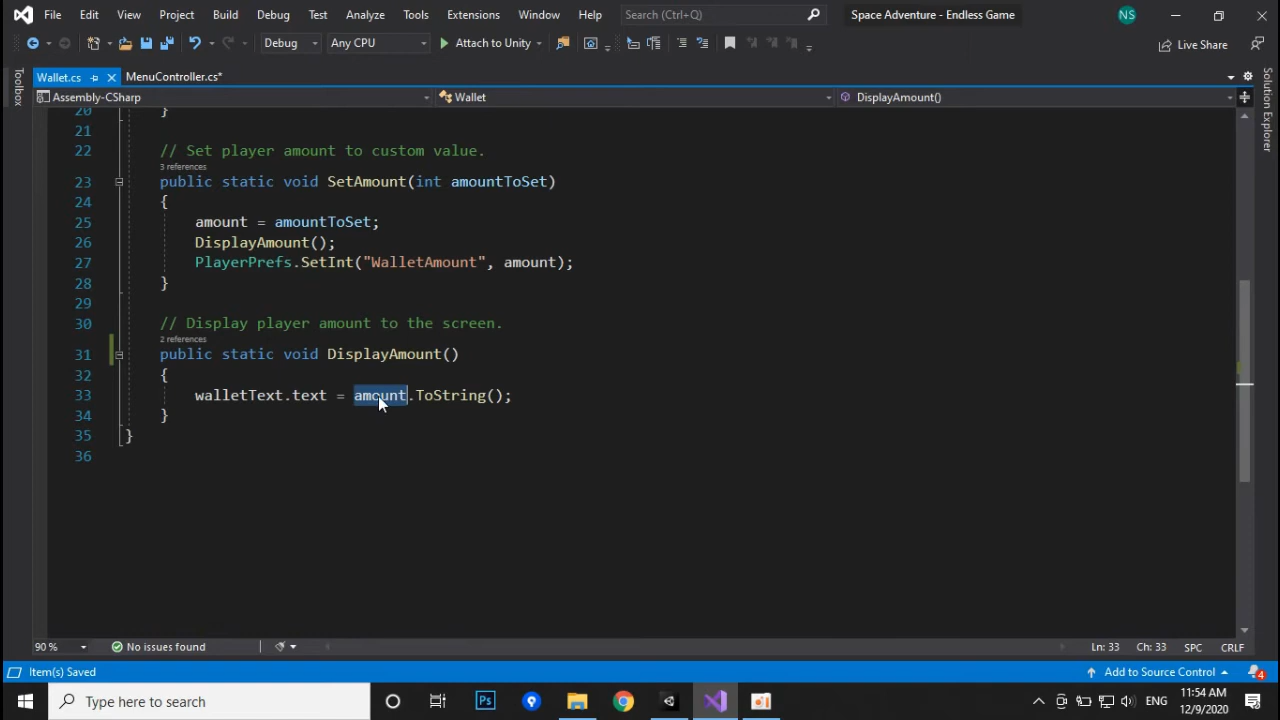 File Edit View Project Build Debug Test Analyze Tools Extensions Window Help Search (Ctrl+Q) Space Adventure - Endless Game NS
Debug Any CPU Attach to Unity Live Share
Toolbox
Wallet.cs MenuController.cs*
Solution Explorer
Assembly-CSharp Wallet DisplayAmount()
20 }
21
22 // Set player amount to custom value.
3 references
23 public static void SetAmount(int amountToSet)
24 {
25 amount = amountToSet;
26 DisplayAmount();
27 PlayerPrefs.SetInt("WalletAmount", amount);
28 }
29
30 // Display player amount to the screen.
2 references
31 public static void DisplayAmount()
32 {
33 walletText.text = amount.ToString();
34 }
35 }
36
90 % No issues found Ln: 33 Ch: 33 SPC CRLF
Item(s) Saved Add to Source Control 4
Type here to search Ps ENG 11:54 AM
12/9/2020